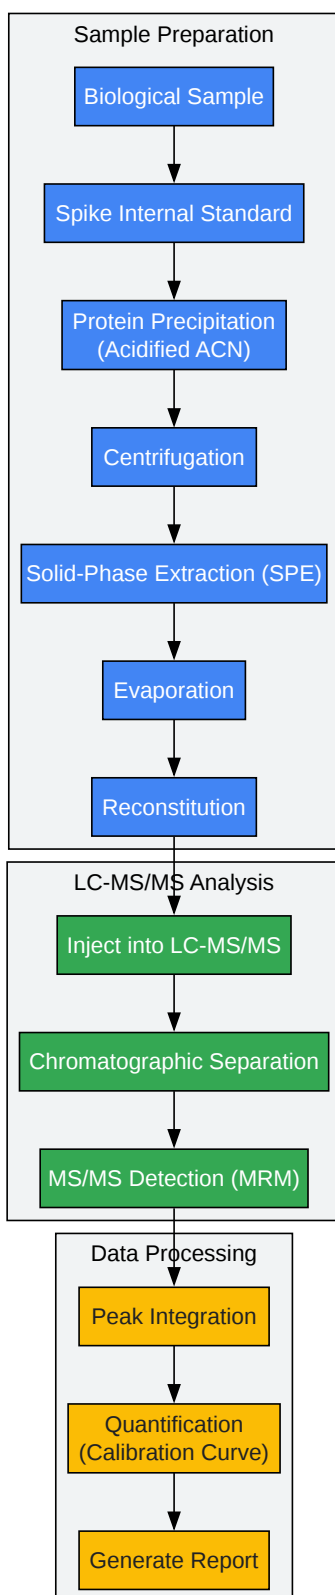 Sample Preparation
Biological Sample
Spike Internal Standard
Protein Precipitation
(Acidified ACN)
Centrifugation
Solid-Phase Extraction (SPE)
Evaporation
Reconstitution
LC-MS/MS Analysis
Inject into LC-MS/MS
Chromatographic Separation
MS/MS Detection (MRM)
Data Processing
Peak Integration
Quantification
(Calibration Curve)
Generate Report